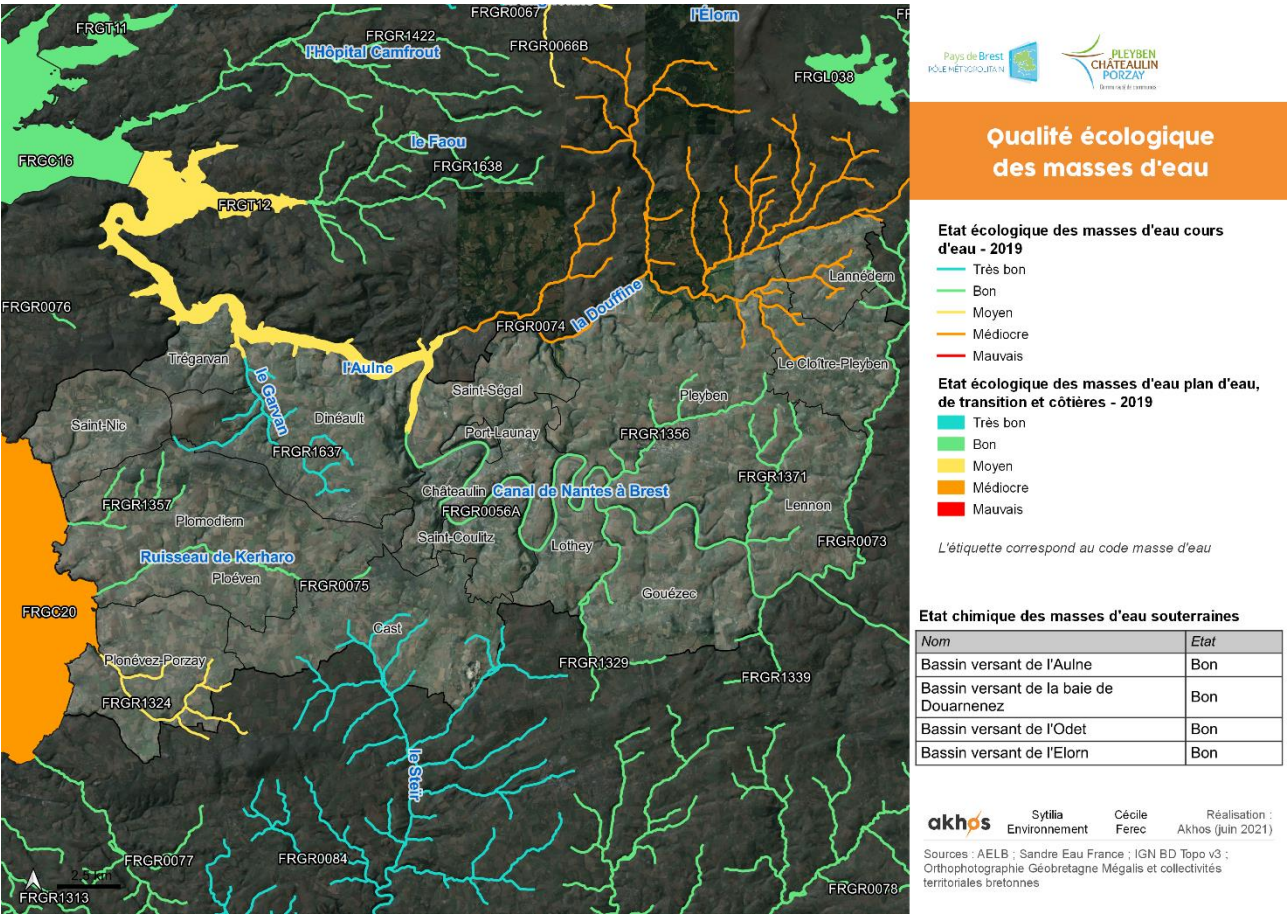 FRGT11
FRGR0067
l'Élorn
FRGR1422
l'Hôpital Camfrout
FRGR0066B
FRGL038
le Faou
FRGC16
FRGR1638
FRGT12
Lannédern
FRGR0076
la Douffine
FRGR0074
Trégarvan
l'Aulne
Le Cloître-Pleyben
le Garvan
Saint-Ségal
Pleyben
Dinéault
Saint-Nic
Port-Launay
FRGR1356
FRGR1637
FRGR1371
Châteaulin
Canal de Nantes à Brest
FRGR1357
Lennon
FRGR0056A
Plomodiern
Saint-Coulitz
FRGR0073
Lothey
Ruisseau de Kerharo
Ploéven
FRGR0075
Gouézec
FRGC20
Cast
Plonévez-Porzay
FRGR1329
FRGR1339
FRGR1324
le Steïr
FRGR0077
FRGR0084
2,5 km
FRGR0078
FRGR1313
Pays de Brest
PÔLE MÉTROPOLITAIN
PLEYBEN
CHÂTEAULIN
PORZAY
Communauté de communes
Qualité écologique
des masses d'eau
Etat écologique des masses d'eau cours
d'eau - 2019
Très bon
Bon
Moyen
Médiocre
Mauvais
Etat écologique des masses d'eau plan d'eau,
de transition et côtières - 2019
Très bon
Bon
Moyen
Médiocre
Mauvais
L'étiquette correspond au code masse d'eau
Etat chimique des masses d'eau souterraines
Nom Etat
Bassin versant de l'Aulne Bon
Bassin versant de la baie de
Douarnenez Bon
Bassin versant de l'Odet Bon
Bassin versant de l'Elorn Bon
akhos Sytilia Environnement Cécile Ferec Réalisation : Akhos (juin 2021)
Sources : AELB ; Sandre Eau France ; IGN BD Topo v3 ;
Orthophotographie Géobretagne Mégalis et collectivités
territoriales bretonnes